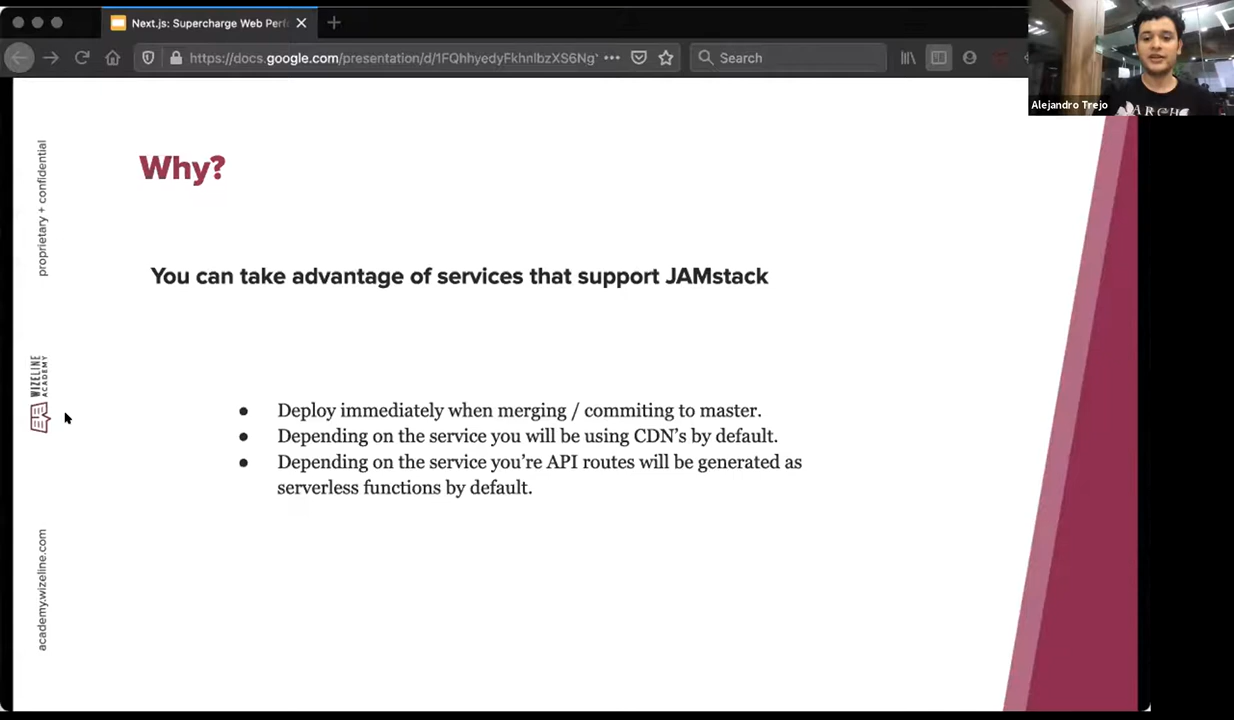 Next.js: Supercharge Web Perf
https://docs.google.com/presentation/d/1FQhhyedyFkhnlbzXS6Ng
Search
Alejandro Trejo
ARCH
proprietary + confidential
WIZELINE
ACADEMY
academy.wizeline.com
Why?
You can take advantage of services that support JAMstack
● Deploy immediately when merging / commiting to master.
● Depending on the service you will be using CDN's by default.
● Depending on the service you're API routes will be generated as
serverless functions by default.